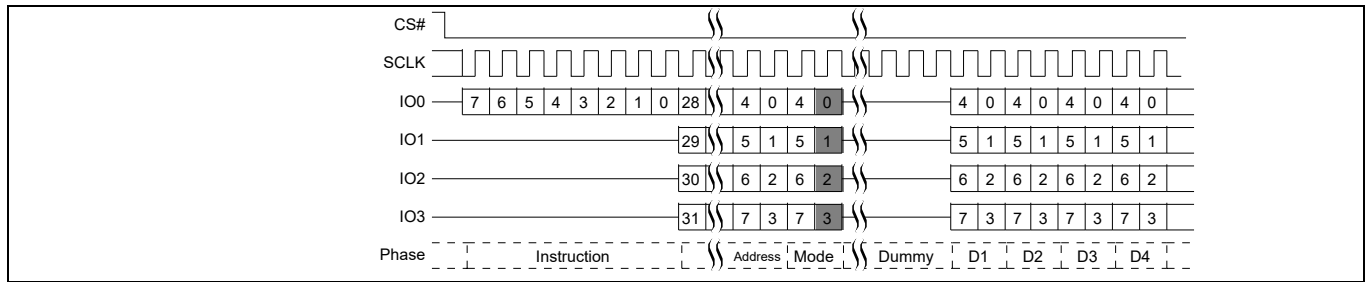 CS#
SCLK
IO0 7 6 5 4 3 2 1 0 28 4 0 4 0 4 0 4 0 4 0 4 0
IO1 29 5 1 5 1 5 1 5 1 5 1 5 1
IO2 30 6 2 6 2 6 2 6 2 6 2 6 2
IO3 31 7 3 7 3 7 3 7 3 7 3 7 3
Phase Instruction Address Mode Dummy D1 D2 D3 D4